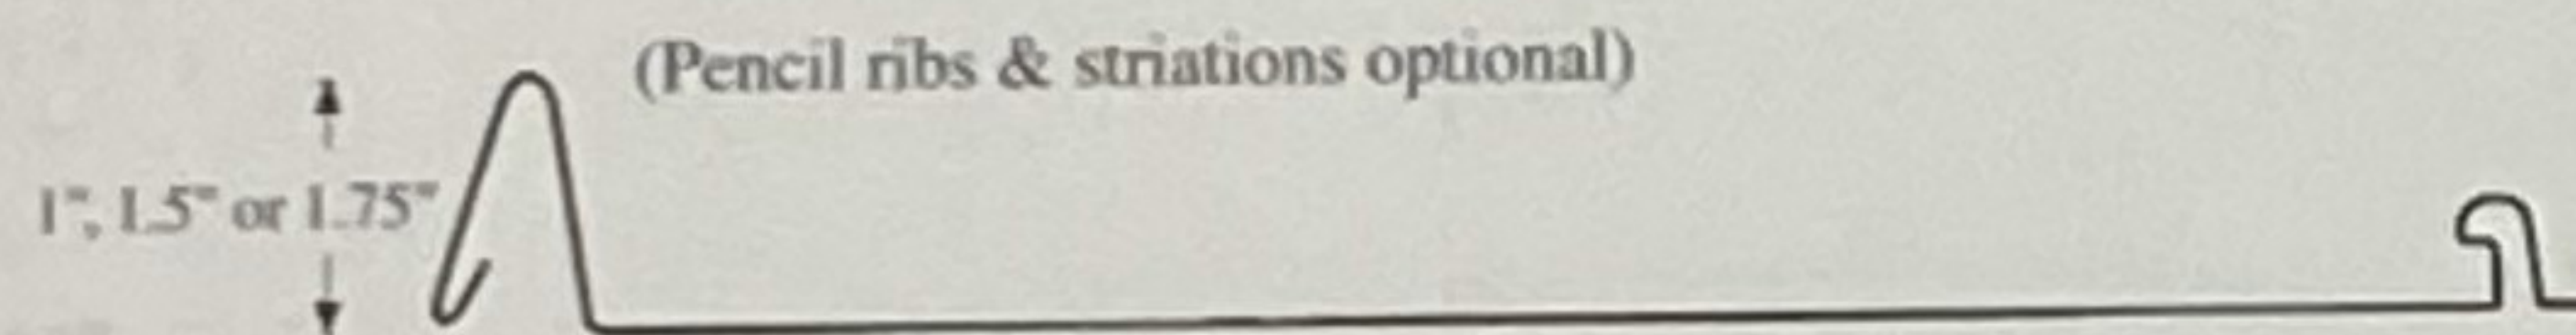 (Pencil ribs & striations optional)
1", 1.5" or 1.75"